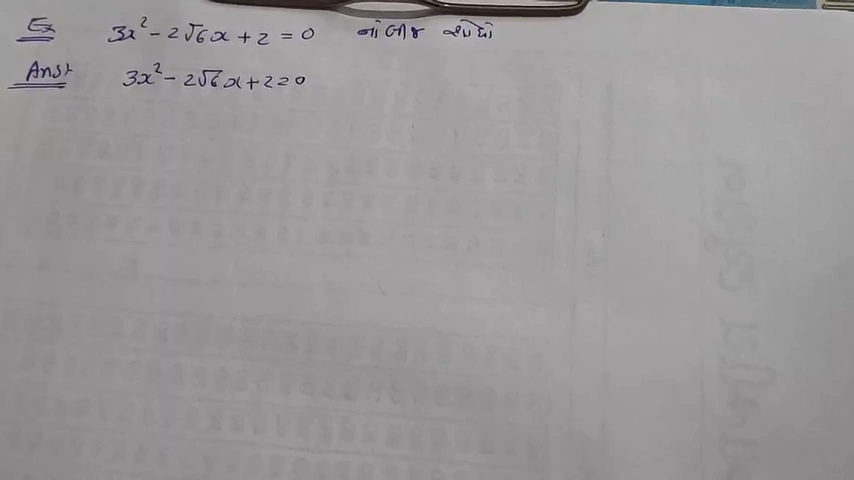 Ex 3x² - 2√6x + 2 = 0 નાં બીજ શોધો
Ans: 3x² - 2√6x + 2 = 0